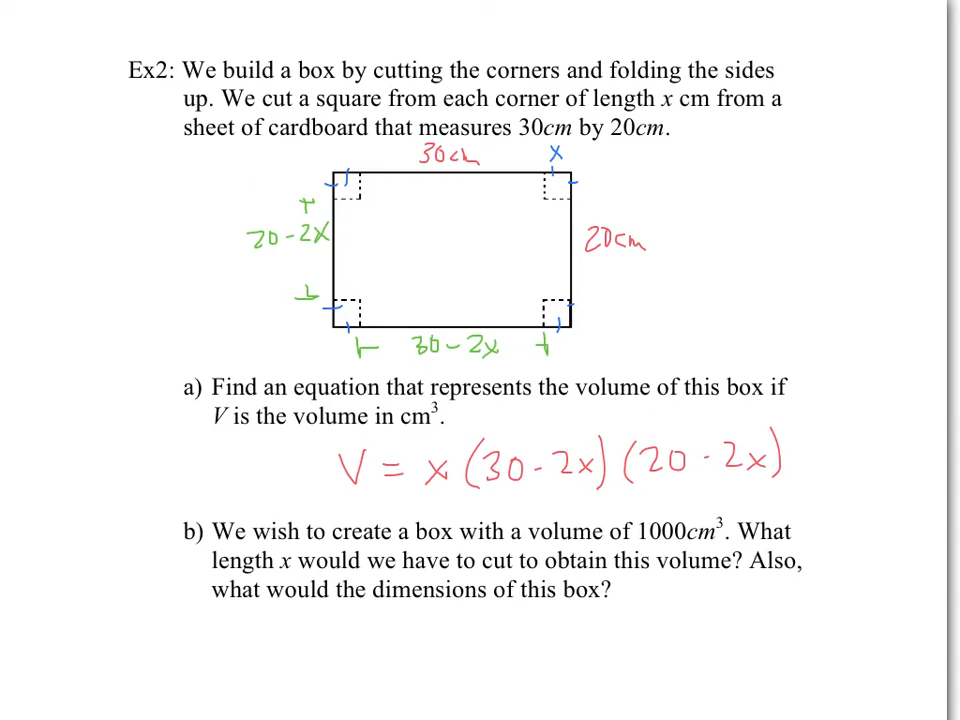 Ex2: We build a box by cutting the corners and folding the sides
up. We cut a square from each corner of length x cm from a
sheet of cardboard that measures 30cm by 20cm.
30cm x
20-2x
20cm
30-2x
a) Find an equation that represents the volume of this box if
V is the volume in cm³.
V = x (30-2x) (20-2x)
b) We wish to create a box with a volume of 1000cm³. What
length x would we have to cut to obtain this volume? Also,
what would the dimensions of this box?